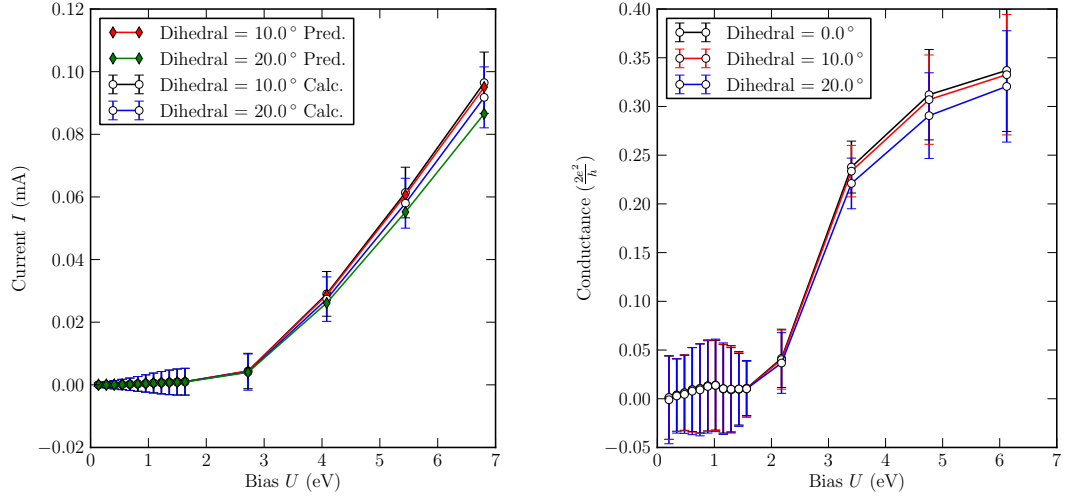 0.12
0.10
0.08
0.06
0.04
0.02
0.00
−0.02
0 1 2 3 4 5 6 7
Bias U (eV)
Current I (mA)
Dihedral = 10.0° Pred.
Dihedral = 20.0° Pred.
Dihedral = 10.0° Calc.
Dihedral = 20.0° Calc.
0.40
0.35
0.30
0.25
0.20
0.15
0.10
0.05
0.00
−0.05
0 1 2 3 4 5 6 7
Bias U (eV)
Conductance (2e²/h)
Dihedral = 0.0°
Dihedral = 10.0°
Dihedral = 20.0°